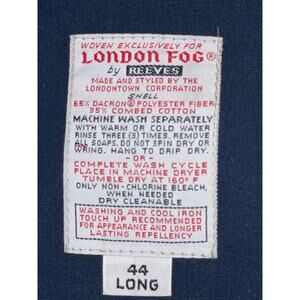 WOVEN EXCLUSIVELY FOR
LONDON FOG®
by REEVES
MADE AND STYLED BY THE
LONDONTOWN CORPORATION
SHELL
65% DACRON® POLYESTER FIBER
35% COMBED COTTON
MACHINE WASH SEPARATELY
WITH WARM OR COLD WATER
RINSE THREE (3) TIMES. REMOVE
ALL SOAPS. DO NOT SPIN DRY OR
WRING. HANG TO DRIP DRY.
- OR -
COMPLETE WASH CYCLE
PLACE IN MACHINE DRYER
TUMBLE DRY AT 160° F
ONLY NON-CHLORINE BLEACH,
WHEN NEEDED
DRY CLEANABLE
WASHING AND COOL IRON
TOUCH UP RECOMMENDED
FOR APPEARANCE AND LONGER
LASTING REPELLENCY
44
LONG